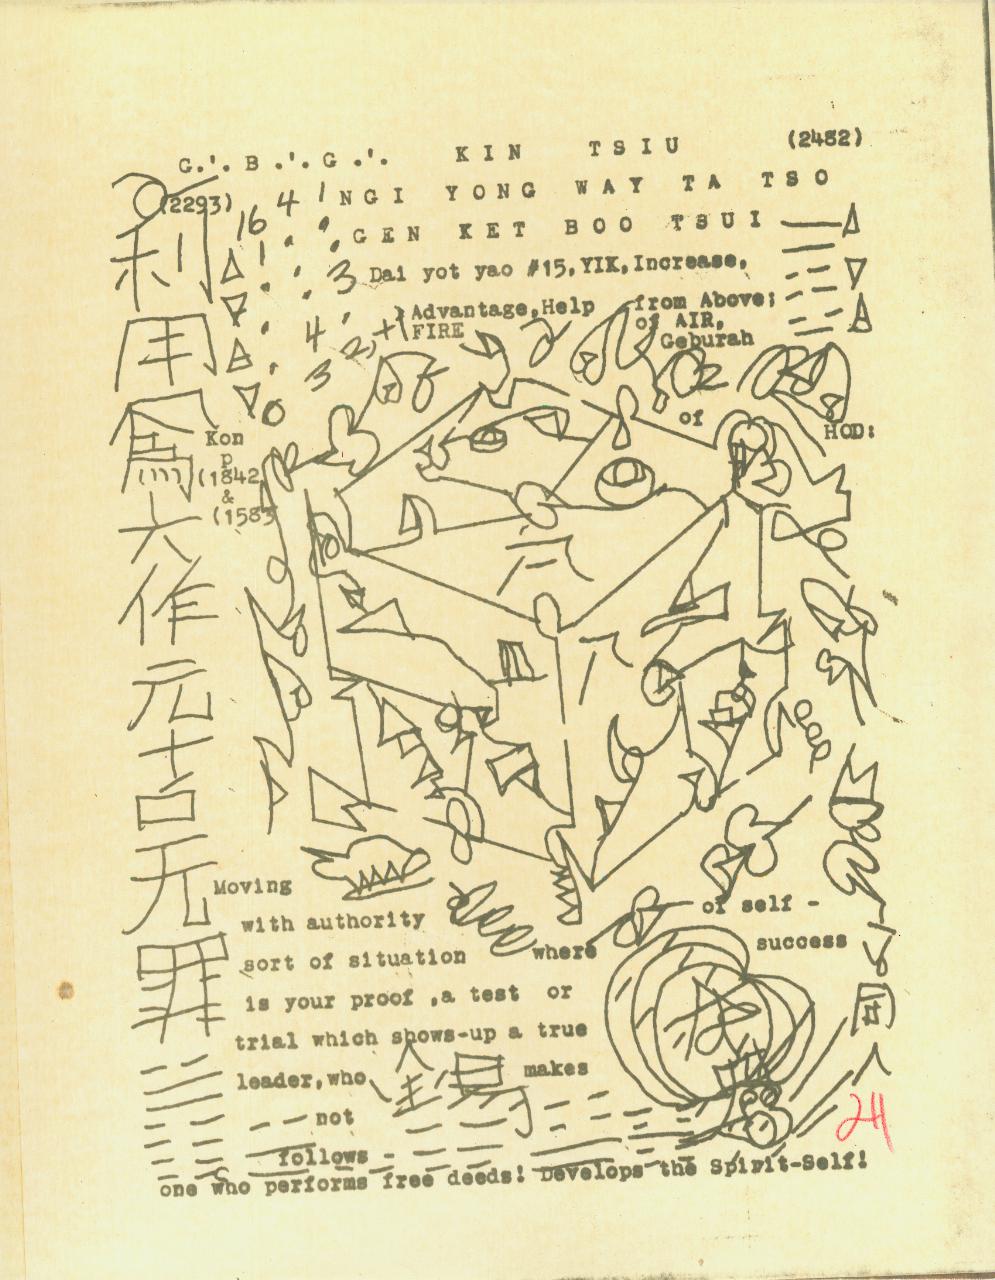 G.'. B.'. G.'. KIN TSIU (2452)
(2293) NGI YONG WAY TA TSO
16 4 1
GEN KET BOO TSUI
3 Dai yot yao #15, YIK, Increase,
4 Advantage, Help from Above;
FIRE of AIR,
3 Geburah
of HOD:
Kon
p
(1842
&
(1583
利
用
為
大
作
元
吉
无
Moving
with authority of self -
sort of situation where success
is your proof ,a test or
trial which shows-up a true
leader, who makes
not
follows -
one who performs free deeds! Develops the Spirit-Self!
24